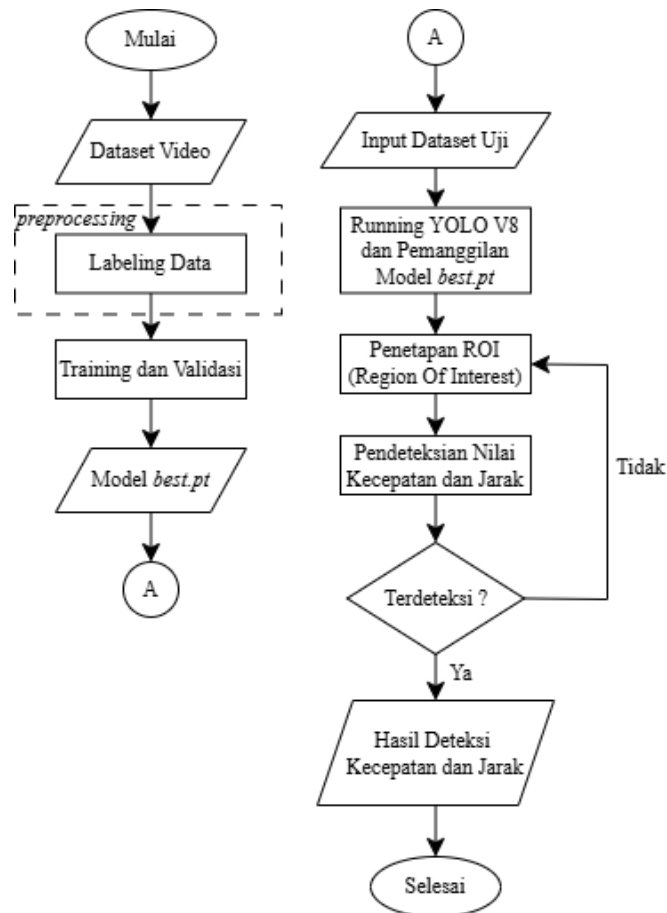 Mulai
Dataset Video
preprocessing
Labeling Data
Training dan Validasi
Model best.pt
A
A
Input Dataset Uji
Running YOLO V8
dan Pemanggilan
Model best.pt
Penetapan ROI
(Region Of Interest)
Pendeteksian Nilai
Kecepatan dan Jarak
Tidak
Terdeteksi ?
Ya
Hasil Deteksi
Kecepatan dan Jarak
Selesai